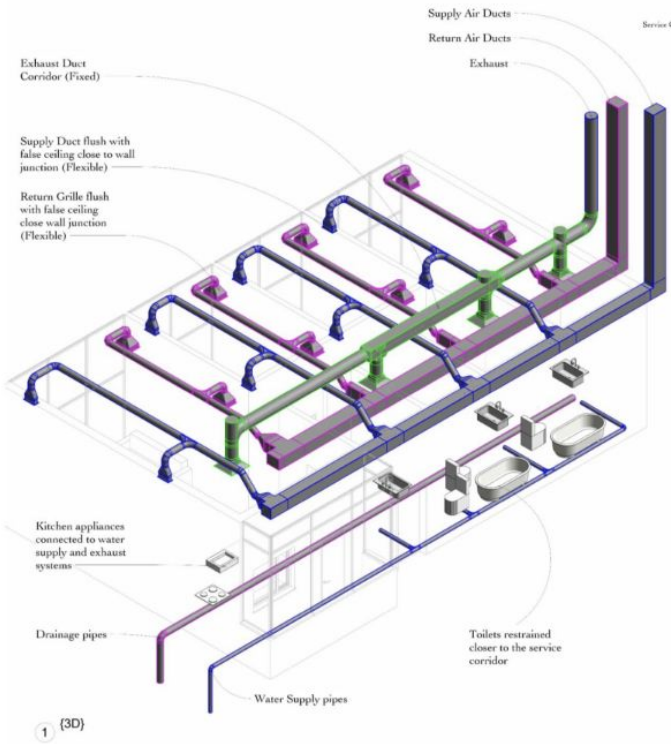 Supply Air Ducts
Return Air Ducts
Exhaust
Service
Exhaust Duct
Corridor (Fixed)
Supply Duct flush with
false ceiling close to wall
junction (Flexible)
Return Grille flush
with false ceiling
close wall junction
(Flexible)
Kitchen appliances
connected to water
supply and exhaust
systems
Drainage pipes
Toilets restrained
closer to the service
corridor
Water Supply pipes
1 {3D}